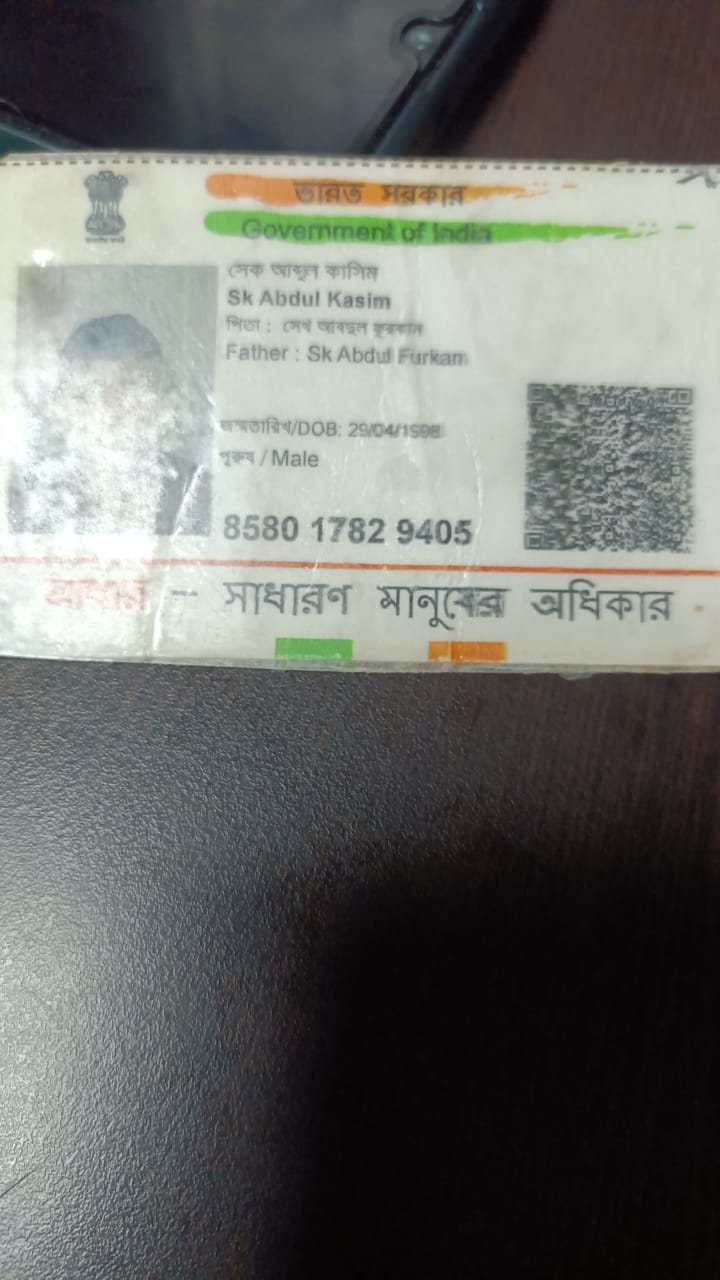 ভারত সরকার
Government of India
সেক আব্দুল কাসিম
Sk Abdul Kasim
পিতা : সেখ আবদুল ফুরকান
Father : Sk Abdul Furkam
জন্মতারিখ/DOB: 29/04/1998
পুরুষ / Male
8580 1782 9405
আধার – সাধারণ মানুষের অধিকার